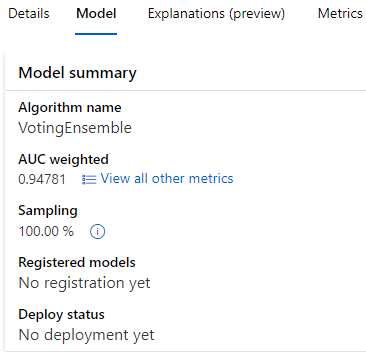 Details Model Explanations (preview) Metrics
Model summary
Algorithm name
VotingEnsemble
AUC weighted
0.94781 View all other metrics
Sampling
100.00 %
Registered models
No registration yet
Deploy status
No deployment yet